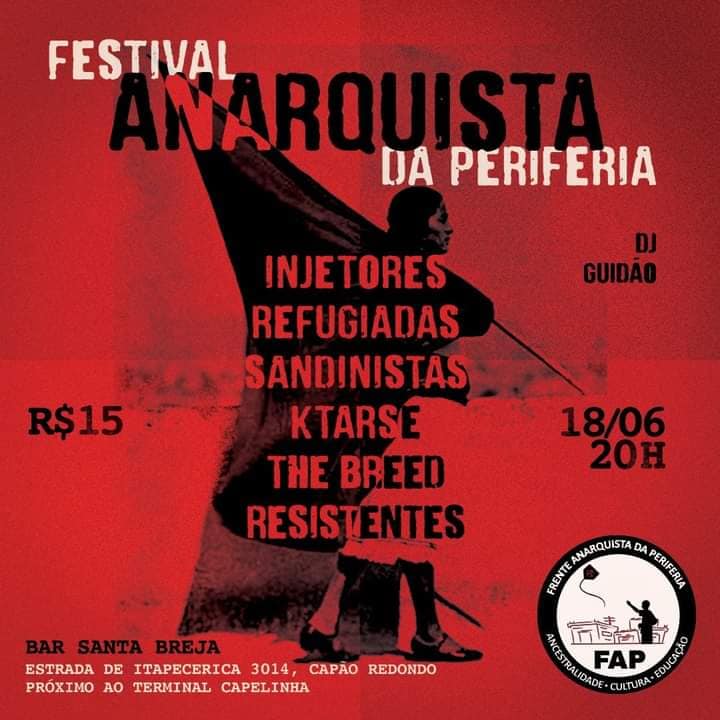 FESTIVAL
ANARQUISTA
DA PERIFERIA
DJ
GUIDÃO
INJETORES
REFUGIADAS
SANDINISTAS
KTARSE
THE BREED
RESISTENTES
R$15
18/06
20H
FRENTE ANARQUISTA DA PERIFERIA
FAP
ANCESTRALIDADE • CULTURA • EDUCAÇÃO
BAR SANTA BREJA
ESTRADA DE ITAPECERICA 3014, CAPÃO REDONDO
PRÓXIMO AO TERMINAL CAPELINHA